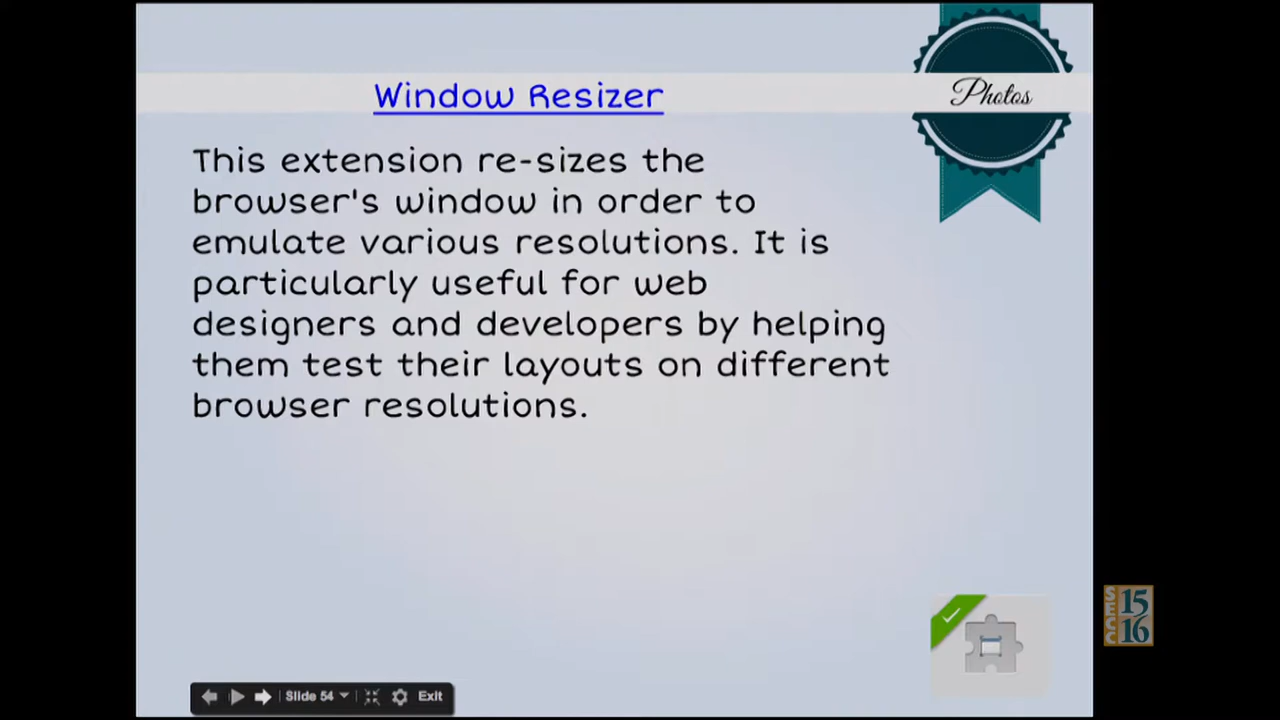 Window Resizer
Photos
This extension re-sizes the
browser's window in order to
emulate various resolutions. It is
particularly useful for web
designers and developers by helping
them test their layouts on different
browser resolutions.
SECC
15
16
Slide 54
Exit